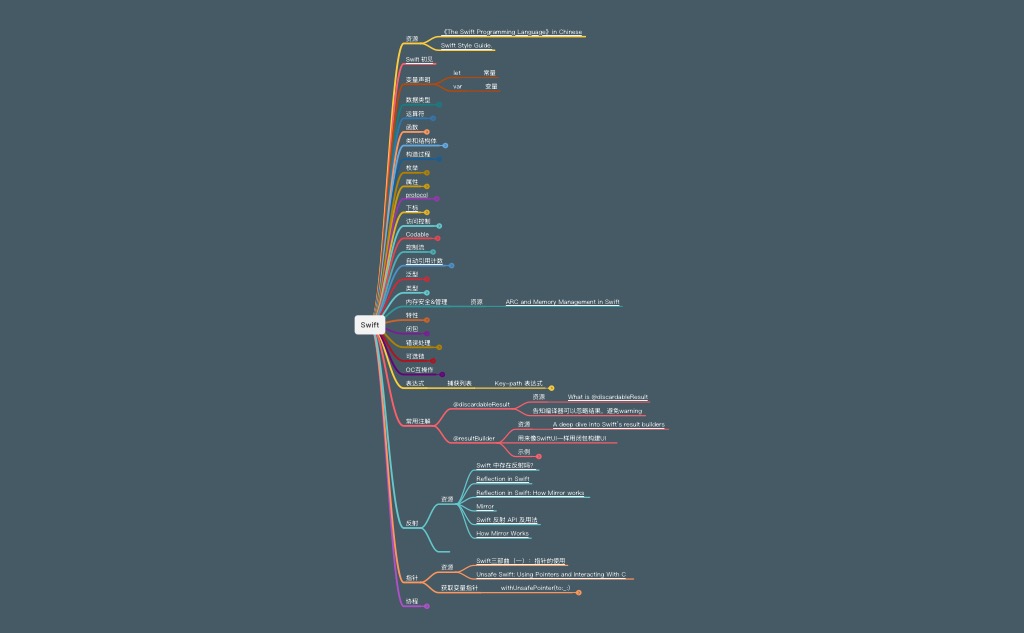 资源
《The Swift Programming Language》in Chinese
Swift Style Guide.
Swift 初见
变量声明
let 常量
var 变量
数据类型
运算符
函数
类和结构体
构造过程
枚举
属性
protocol
下标
访问控制
Codable
控制流
自动引用计数
泛型
类型
内存安全&管理 资源 ARC and Memory Management in Swift
特性
Swift
闭包
错误处理
可选链
OC互操作
表达式 捕获列表 Key-path 表达式
常用注解
@discardableResult
资源 What is @discardableResult
告知编译器可以忽略结果，避免warning
@resultBuilder
资源 A deep dive into Swift's result builders
用来像SwiftUI一样用闭包构建UI
示例
反射
资源
Swift 中存在反射吗？
Reflection in Swift
Reflection in Swift: How Mirror works
Mirror
Swift 反射 API 及用法
How Mirror Works
指针
资源
Swift三部曲（一）：指针的使用
Unsafe Swift: Using Pointers and Interacting With C
获取变量指针 withUnsafePointer(to:_:)
协程